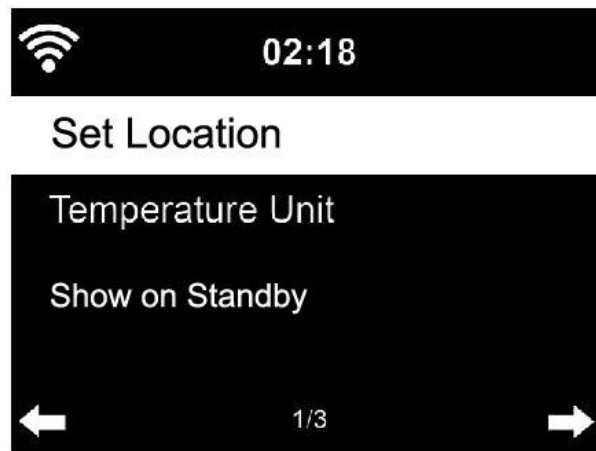 02:18
Set Location
Temperature Unit
Show on Standby
1/3